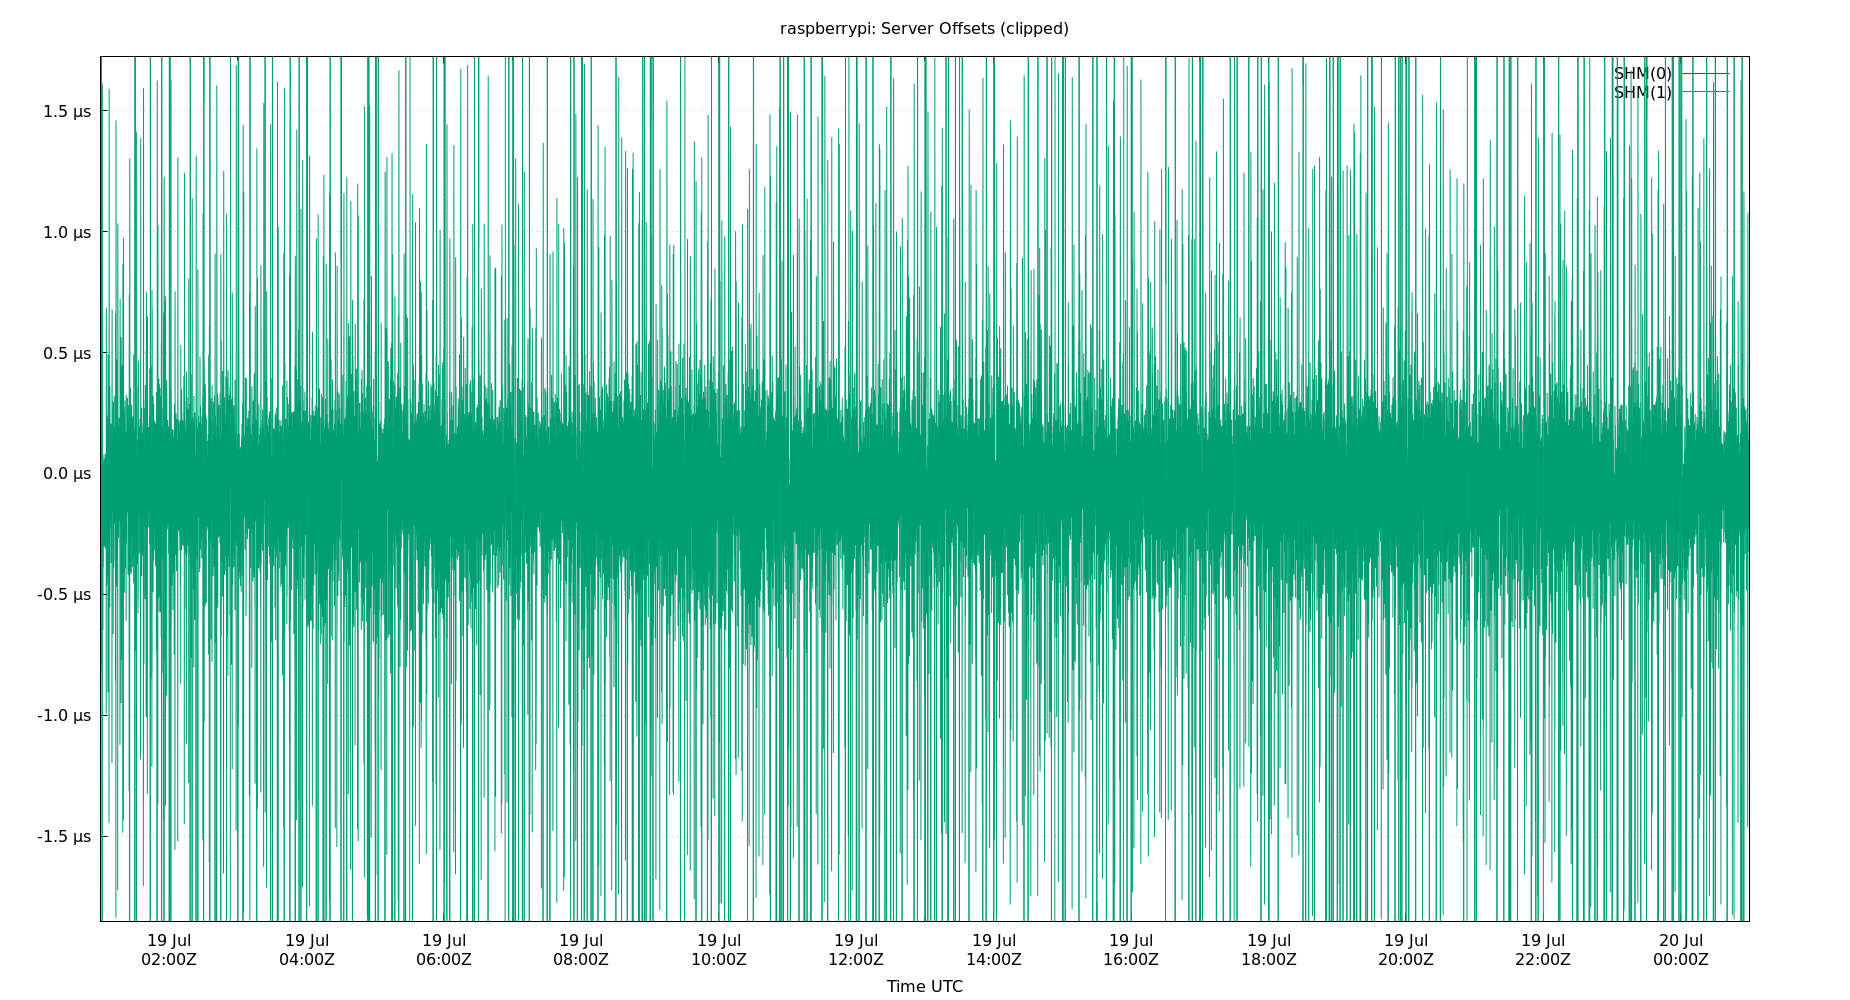 raspberrypi: Server Offsets (clipped)
SHM(0)
SHM(1)
1.5 µs
1.0 µs
0.5 µs
0.0 µs
-0.5 µs
-1.0 µs
-1.5 µs
19 Jul 19 Jul 19 Jul 19 Jul 19 Jul 19 Jul 19 Jul 19 Jul 19 Jul 19 Jul 19 Jul 20 Jul
02:00Z 04:00Z 06:00Z 08:00Z 10:00Z 12:00Z 14:00Z 16:00Z 18:00Z 20:00Z 22:00Z 00:00Z
Time UTC